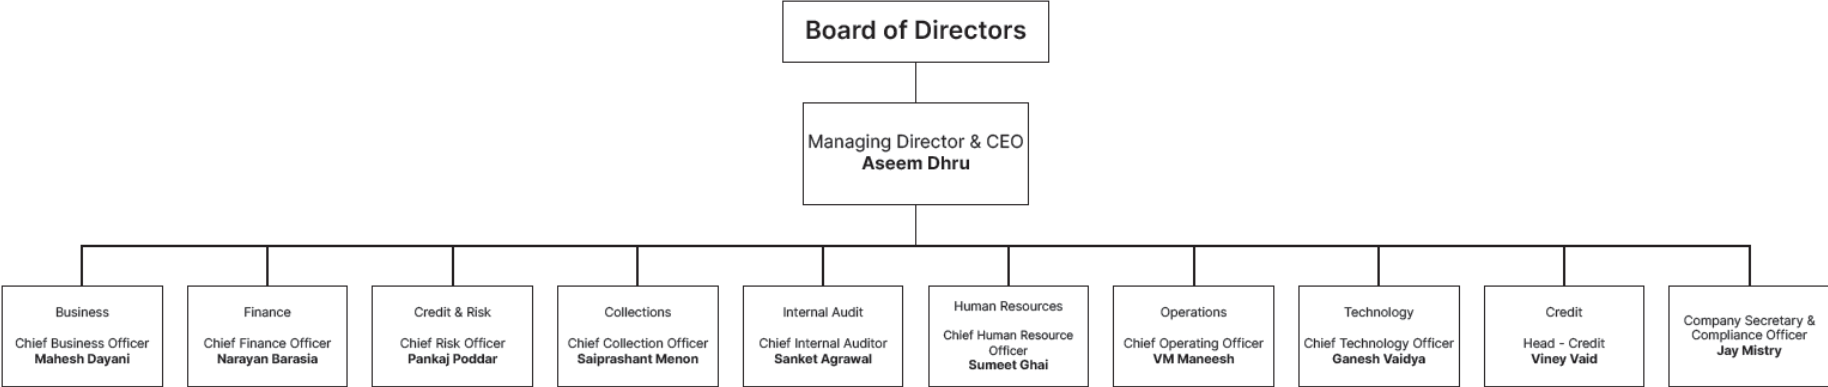 Board of Directors
Managing Director & CEO
Aseem Dhru
Business
Chief Business Officer
Mahesh Dayani
Finance
Chief Finance Officer
Narayan Barasia
Credit & Risk
Chief Risk Officer
Pankaj Poddar
Collections
Chief Collection Officer
Saiprashant Menon
Internal Audit
Chief Internal Auditor
Sanket Agrawal
Human Resources
Chief Human Resource
Officer
Sumeet Ghai
Operations
Chief Operating Officer
VM Maneesh
Technology
Chief Technology Officer
Ganesh Vaidya
Credit
Head - Credit
Viney Vaid
Company Secretary &
Compliance Officer
Jay Mistry